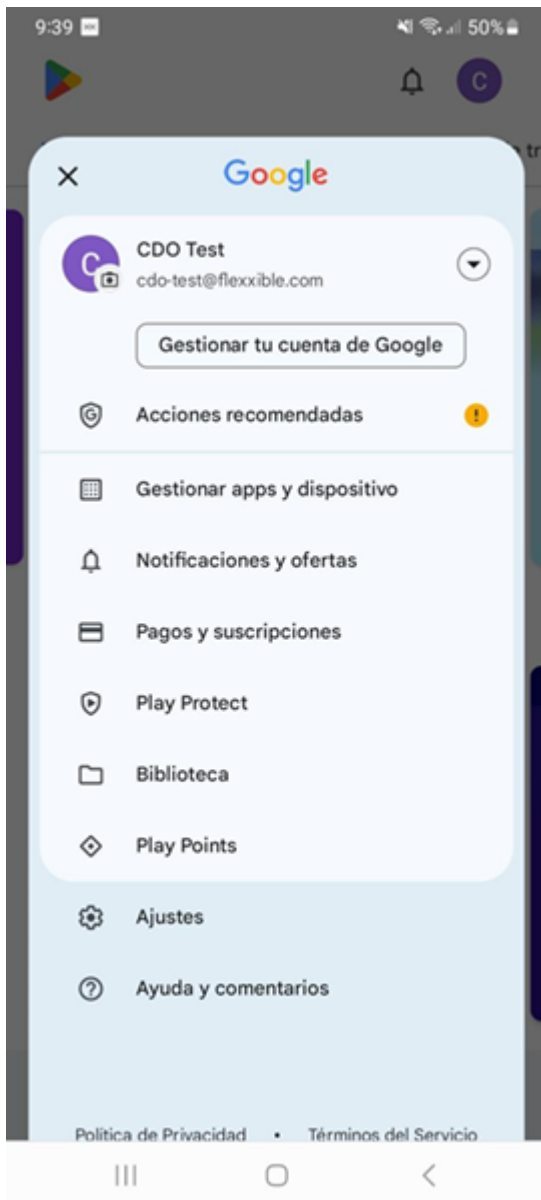 9:39
50%
C
tr
Google
C
CDO Test
cdo-test@flexxible.com
Gestionar tu cuenta de Google
Acciones recomendadas
Gestionar apps y dispositivo
Notificaciones y ofertas
Pagos y suscripciones
Play Protect
Biblioteca
Play Points
Ajustes
Ayuda y comentarios
Política de Privacidad • Términos del Servicio